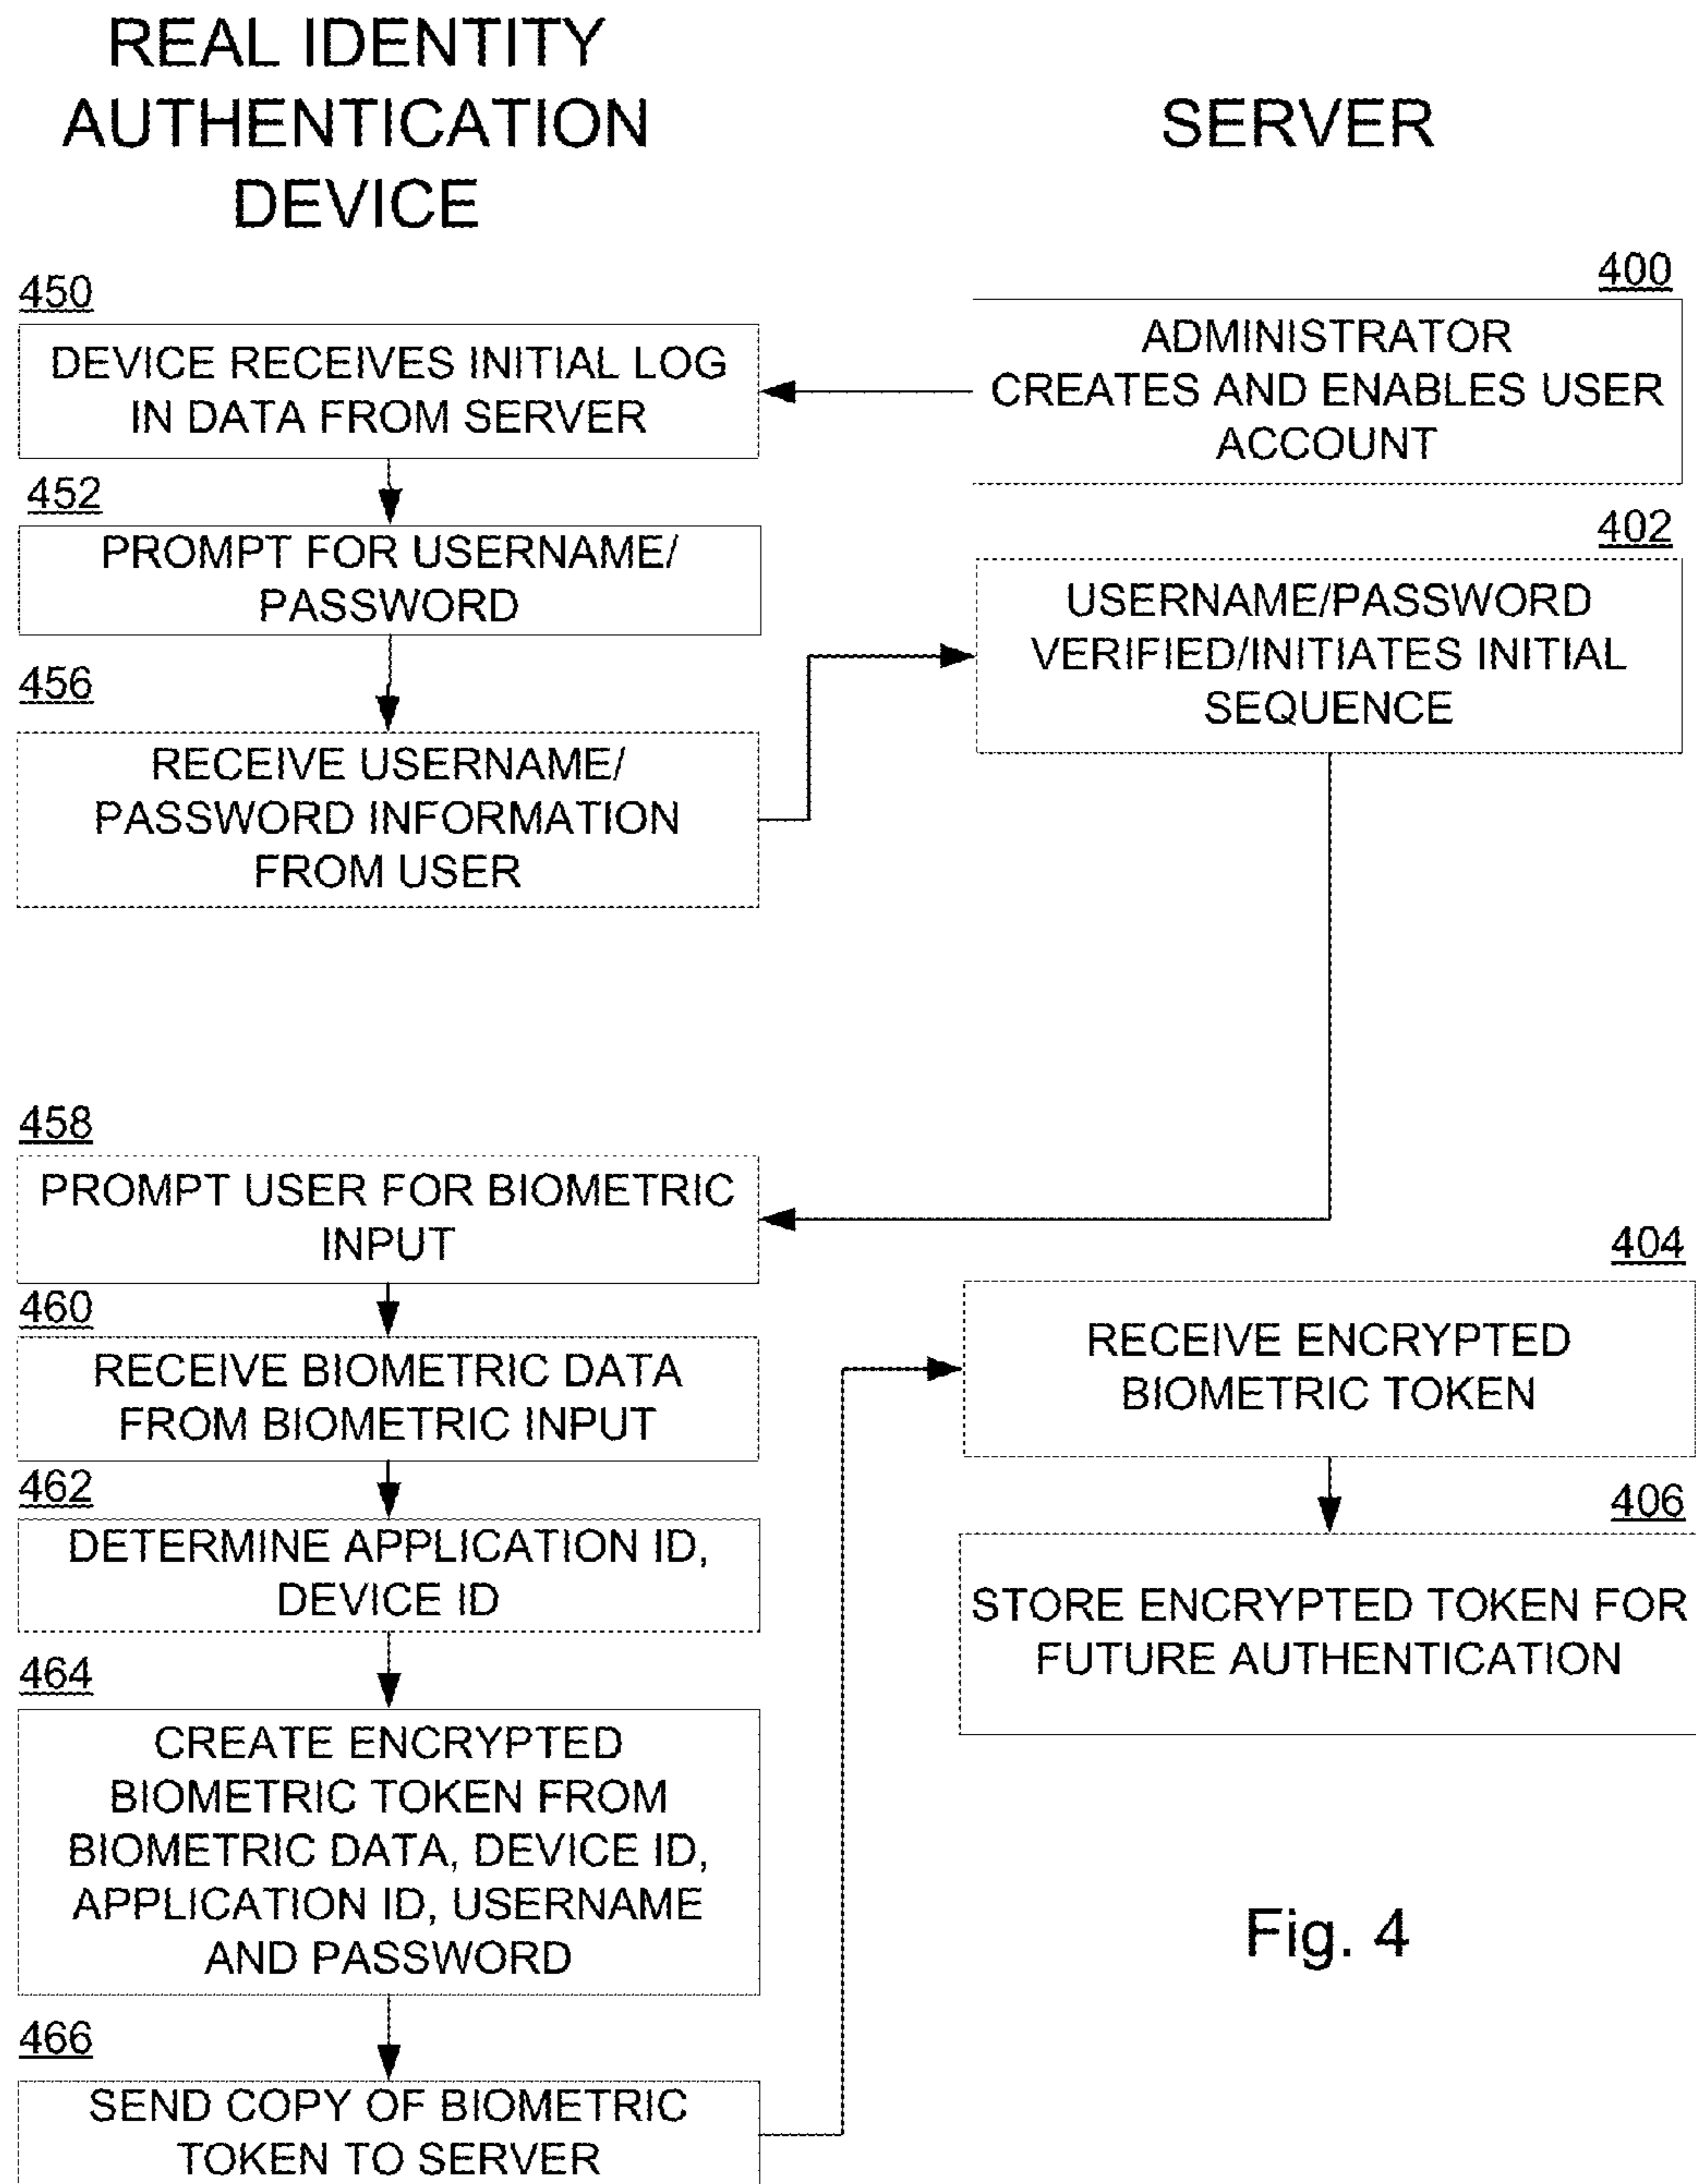 REAL IDENTITY
AUTHENTICATION
DEVICE
SERVER
450
DEVICE RECEIVES INITIAL LOG
IN DATA FROM SERVER
400
ADMINISTRATOR
CREATES AND ENABLES USER
ACCOUNT
452
PROMPT FOR USERNAME/
PASSWORD
402
USERNAME/PASSWORD
VERIFIED/INITIATES INITIAL
SEQUENCE
456
RECEIVE USERNAME/
PASSWORD INFORMATION
FROM USER
458
PROMPT USER FOR BIOMETRIC
INPUT
460
RECEIVE BIOMETRIC DATA
FROM BIOMETRIC INPUT
462
DETERMINE APPLICATION ID,
DEVICE ID
464
CREATE ENCRYPTED
BIOMETRIC TOKEN FROM
BIOMETRIC DATA, DEVICE ID,
APPLICATION ID, USERNAME
AND PASSWORD
466
SEND COPY OF BIOMETRIC
TOKEN TO SERVER
404
RECEIVE ENCRYPTED
BIOMETRIC TOKEN
406
STORE ENCRYPTED TOKEN FOR
FUTURE AUTHENTICATION
Fig. 4